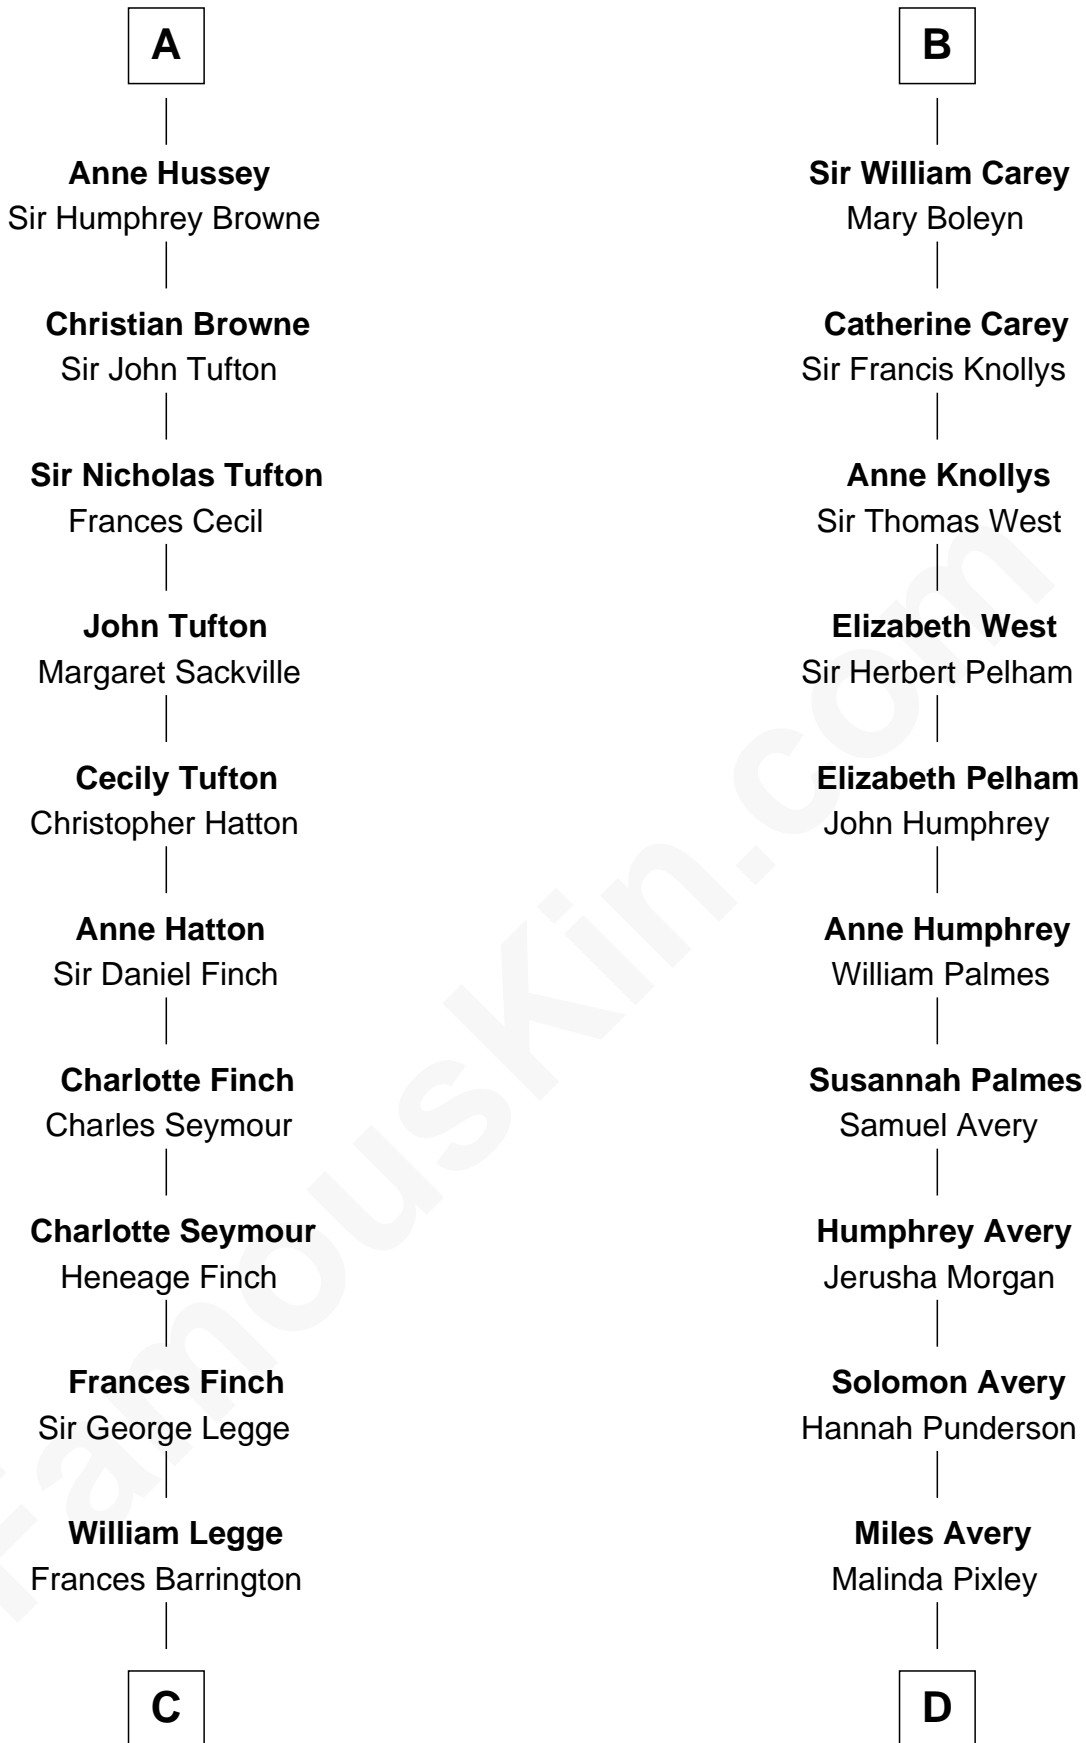 A
Anne Hussey
Sir Humphrey Browne
Christian Browne
Sir John Tufton
Sir Nicholas Tufton
Frances Cecil
John Tufton
Margaret Sackville
Cecily Tufton
Christopher Hatton
Anne Hatton
Sir Daniel Finch
Charlotte Finch
Charles Seymour
Charlotte Seymour
Heneage Finch
Frances Finch
Sir George Legge
William Legge
Frances Barrington
C
B
Sir William Carey
Mary Boleyn
Catherine Carey
Sir Francis Knollys
Anne Knollys
Sir Thomas West
Elizabeth West
Sir Herbert Pelham
Elizabeth Pelham
John Humphrey
Anne Humphrey
William Palmes
Susannah Palmes
Samuel Avery
Humphrey Avery
Jerusha Morgan
Solomon Avery
Hannah Punderson
Miles Avery
Malinda Pixley
D
FamousKin.com